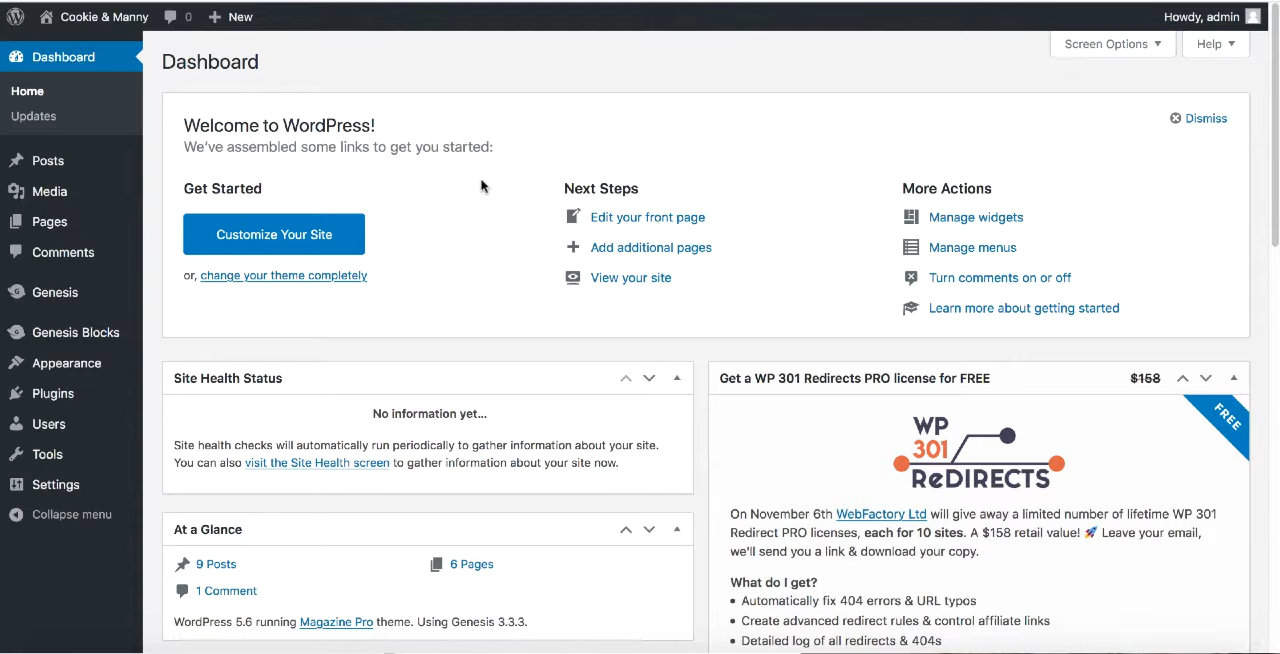 Cookie & Manny 0 New Howdy, admin
Dashboard
Home
Updates
Posts
Media
Pages
Comments
Genesis
Genesis Blocks
Appearance
Plugins
Users
Tools
Settings
Collapse menu
Screen Options Help
Dashboard
Welcome to WordPress!
Dismiss
We've assembled some links to get you started:
Get Started
Customize Your Site
or, change your theme completely
Next Steps
Edit your front page
Add additional pages
View your site
More Actions
Manage widgets
Manage menus
Turn comments on or off
Learn more about getting started
Site Health Status
No information yet...
Site health checks will automatically run periodically to gather information about your site.
You can also visit the Site Health screen to gather information about your site now.
At a Glance
9 Posts 6 Pages
1 Comment
WordPress 5.6 running Magazine Pro theme. Using Genesis 3.3.3.
Get a WP 301 Redirects PRO license for FREE $158
FREE
WP
301
ReDIRECTS
On November 6th WebFactory Ltd will give away a limited number of lifetime WP 301
Redirect PRO licenses, each for 10 sites. A $158 retail value! 🚀 Leave your email,
we'll send you a link & download your copy.
What do I get?
• Automatically fix 404 errors & URL typos
• Create advanced redirect rules & control affiliate links
• Detailed log of all redirects & 404s